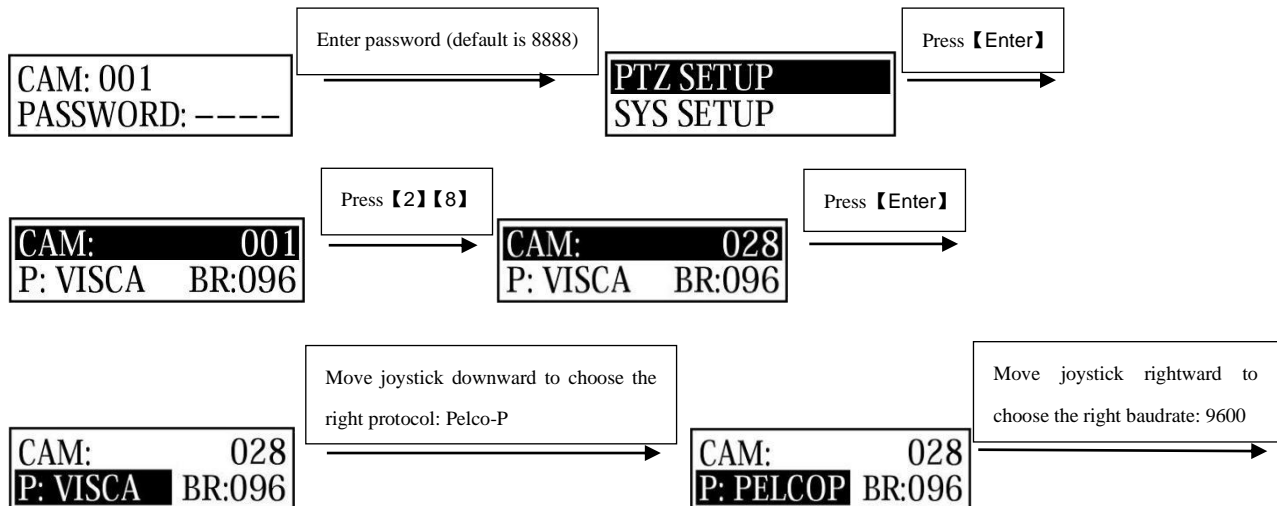 Enter password (default is 8888)
Press【Enter】
CAM: 001
PASSWORD: ----
PTZ SETUP
SYS SETUP
Press【2】【8】
Press【Enter】
CAM: 001
P: VISCA BR:096
CAM: 028
P: VISCA BR:096
Move joystick downward to choose the
right protocol: Pelco-P
Move joystick rightward to
choose the right baudrate: 9600
CAM: 028
P: VISCA BR:096
CAM: 028
P: PELCOP BR:096